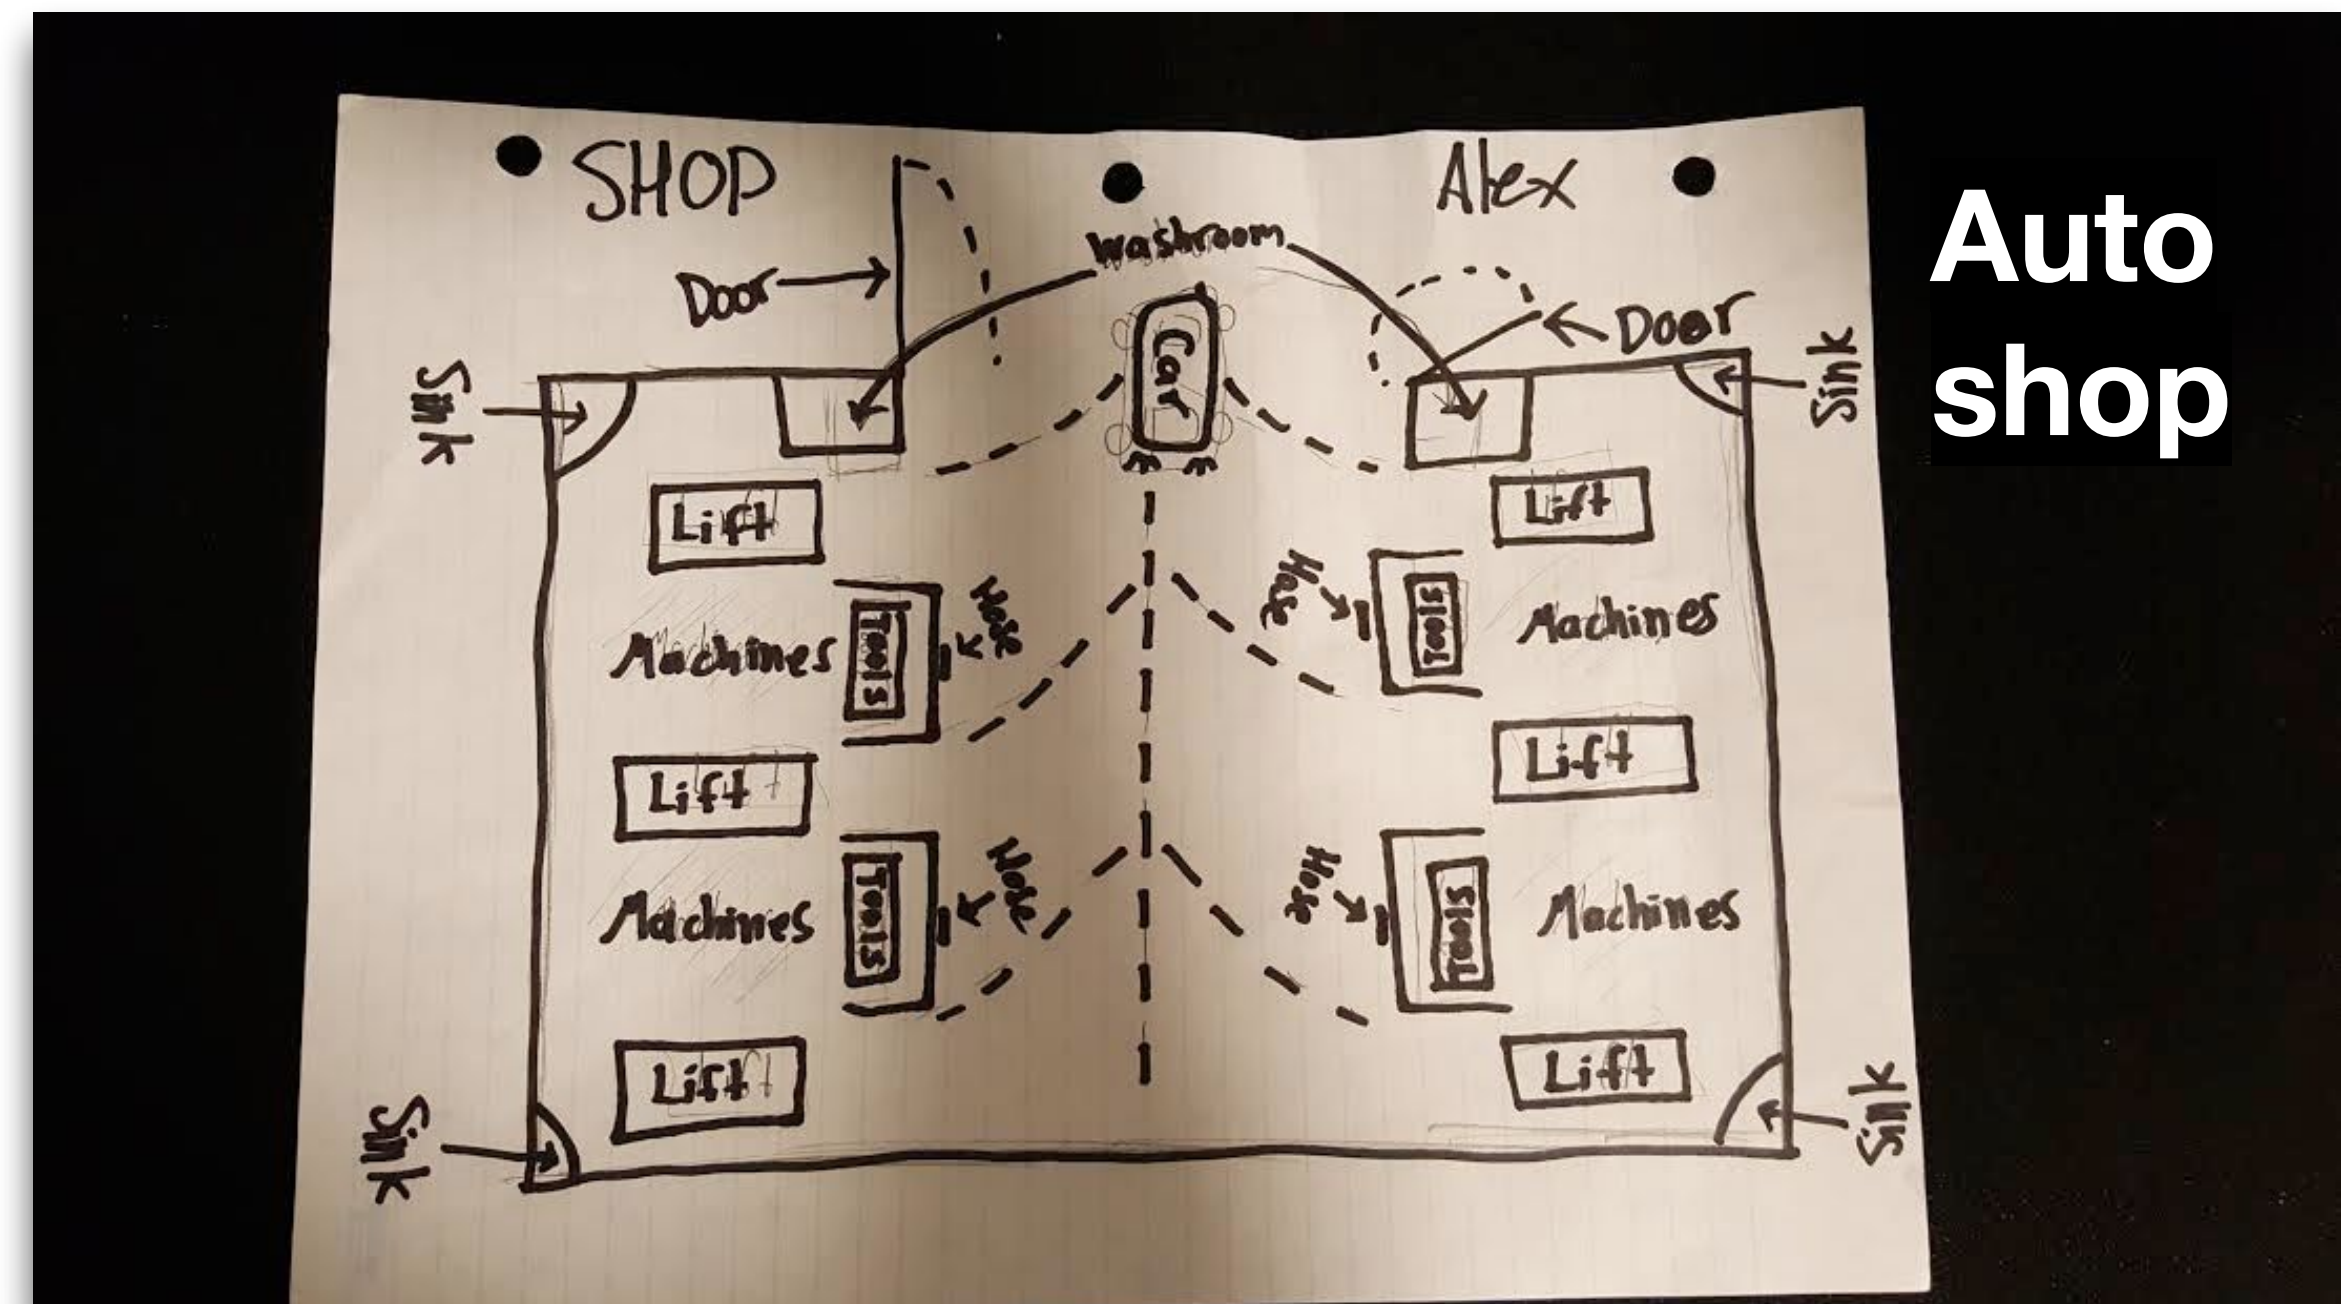 SHOP
Alex
Auto
shop
washroom
Door
Door
Car
Sink
Sink
Lift
Lift
Hose
Hose
Machines
Tools
Tools
Machines
Lift
Lift
Hose
Hose
Machines
Tools
Tools
Machines
Lift
Lift
Sink
Sink